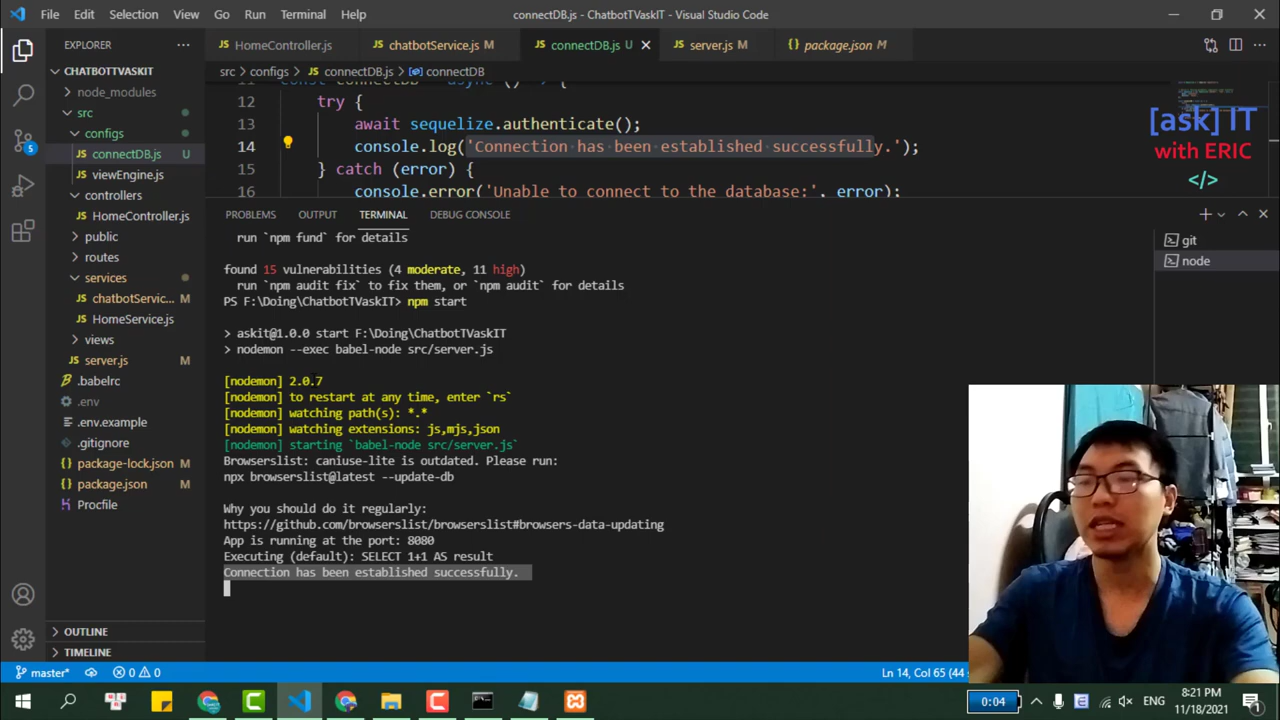 File Edit Selection View Go Run Terminal Help
connectDB.js - ChatbotTVaskIT - Visual Studio Code
EXPLORER
HomeController.js
chatbotService.js M
connectDB.js U
server.js M
package.json M
CHATBOTTVASKIT
node_modules
src
configs
connectDB.js U
viewEngine.js
controllers
HomeController.js
public
routes
services
chatbotServic... M
HomeService.js
views
server.js M
.babelrc
.env
.env.example
.gitignore
package-lock.json M
package.json M
Procfile
OUTLINE
TIMELINE
5
src > configs > connectDB.js > connectDB
12 try {
13 await sequelize.authenticate();
14 console.log('Connection has been established successfully.');
15 } catch (error) {
16 console.error('Unable to connect to the database:', error);
[ask] IT
with ERIC
</>
PROBLEMS OUTPUT TERMINAL DEBUG CONSOLE
git
node
run `npm fund` for details
found 15 vulnerabilities (4 moderate, 11 high)
run `npm audit fix` to fix them, or `npm audit` for details
PS F:\Doing\ChatbotTVaskIT> npm start
> askit@1.0.0 start F:\Doing\ChatbotTVaskIT
> nodemon --exec babel-node src/server.js
[nodemon] 2.0.7
[nodemon] to restart at any time, enter `rs`
[nodemon] watching path(s): *.*
[nodemon] watching extensions: js,mjs,json
[nodemon] starting `babel-node src/server.js`
Browserslist: caniuse-lite is outdated. Please run:
npx browserslist@latest --update-db
Why you should do it regularly:
https://github.com/browserslist/browserslist#browsers-data-updating
App is running at the port: 8080
Executing (default): SELECT 1+1 AS result
Connection has been established successfully.
master*
0 0
Ln 14, Col 65 (44
0:04
ENG
8:21 PM
11/18/2021
1